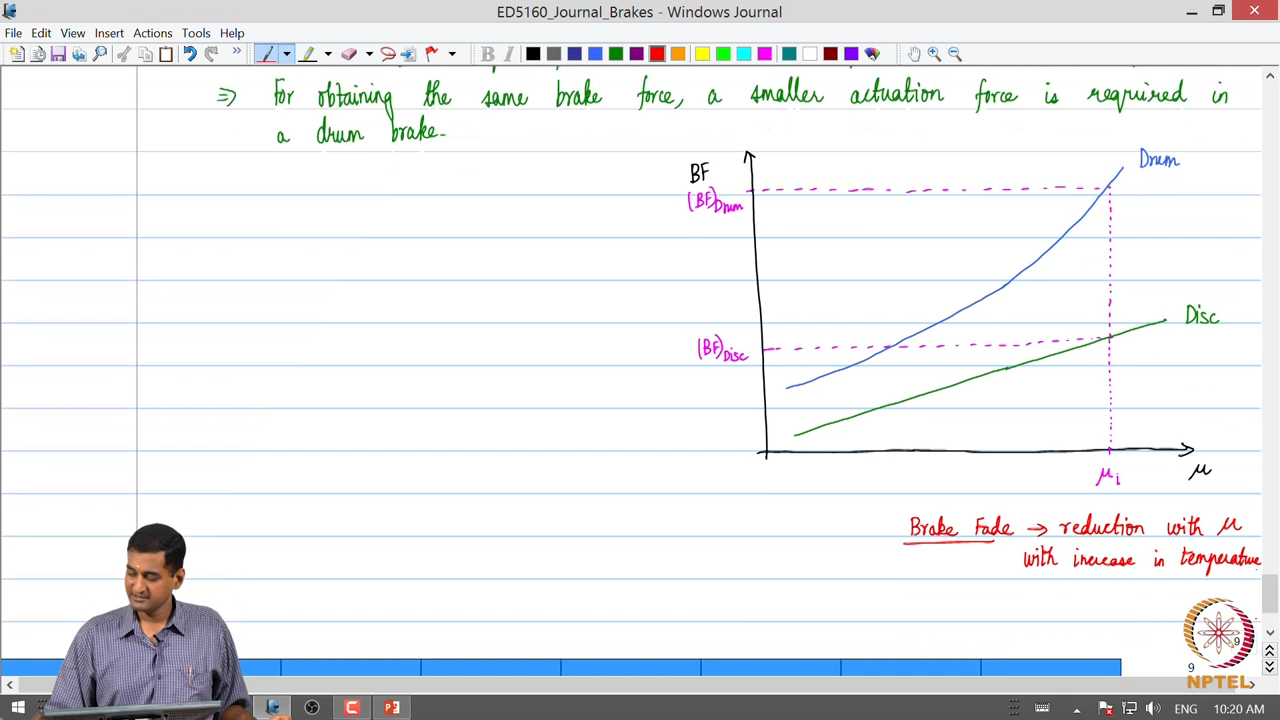 ED5160_Journal_Brakes - Windows Journal
File Edit View Insert Actions Tools Help
B I
⇒ For obtaining the same brake force, a smaller actuation force is required in
a drum brake.
BF
(BF)Drum
Drum
Disc
(BF)Disc
μ
μi
Brake Fade → reduction with μ
with increase in temperature
9
9
NPTEL
ENG 10:20 AM